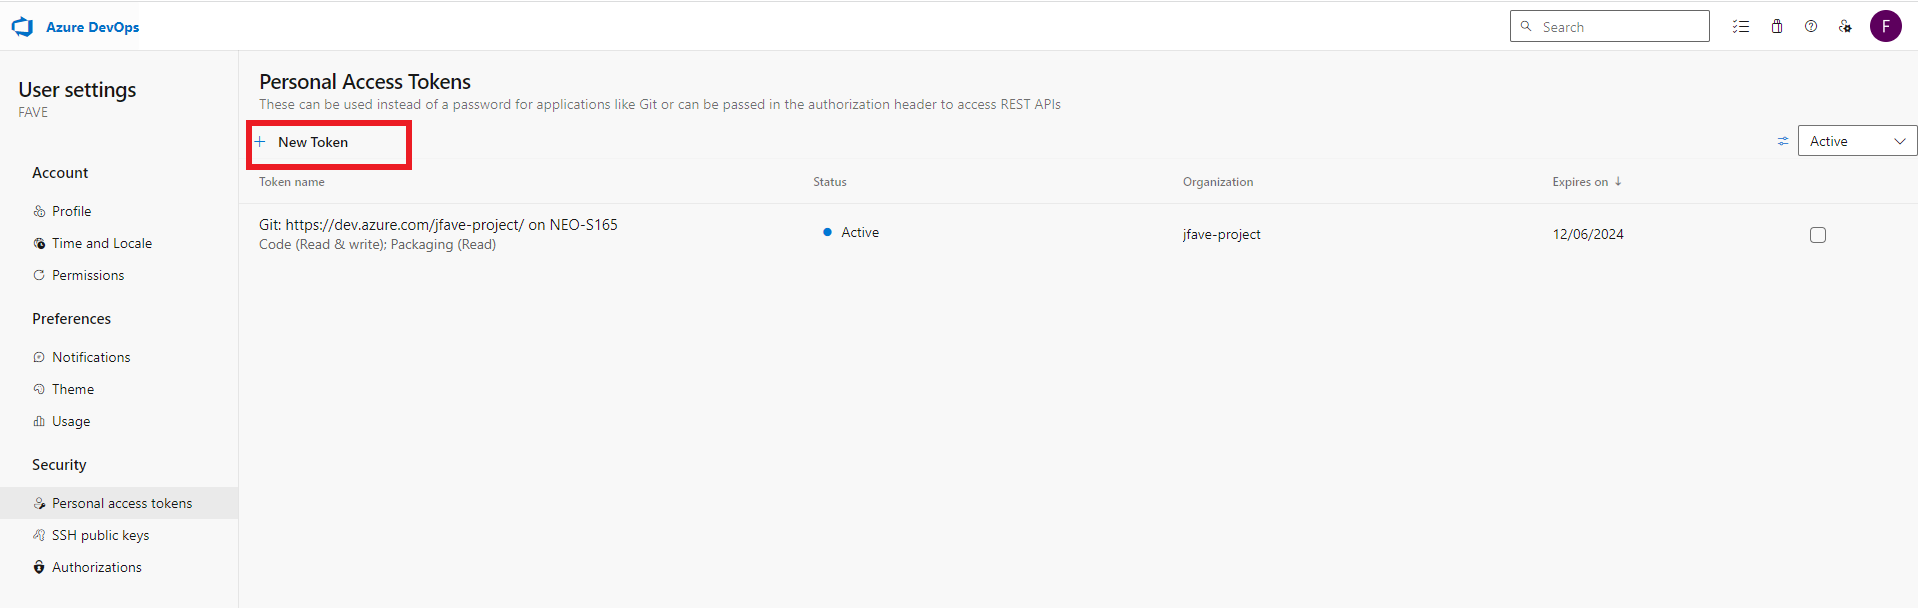 Azure DevOps
Search
F
User settings
FAVE
Account
Profile
Time and Locale
Permissions
Preferences
Notifications
Theme
Usage
Security
Personal access tokens
SSH public keys
Authorizations
Personal Access Tokens
These can be used instead of a password for applications like Git or can be passed in the authorization header to access REST APIs
+ New Token
Active
Token name Status Organization Expires on ↓
Git: https://dev.azure.com/jfave-project/ on NEO-S165
Code (Read & write); Packaging (Read)
Active
jfave-project
12/06/2024